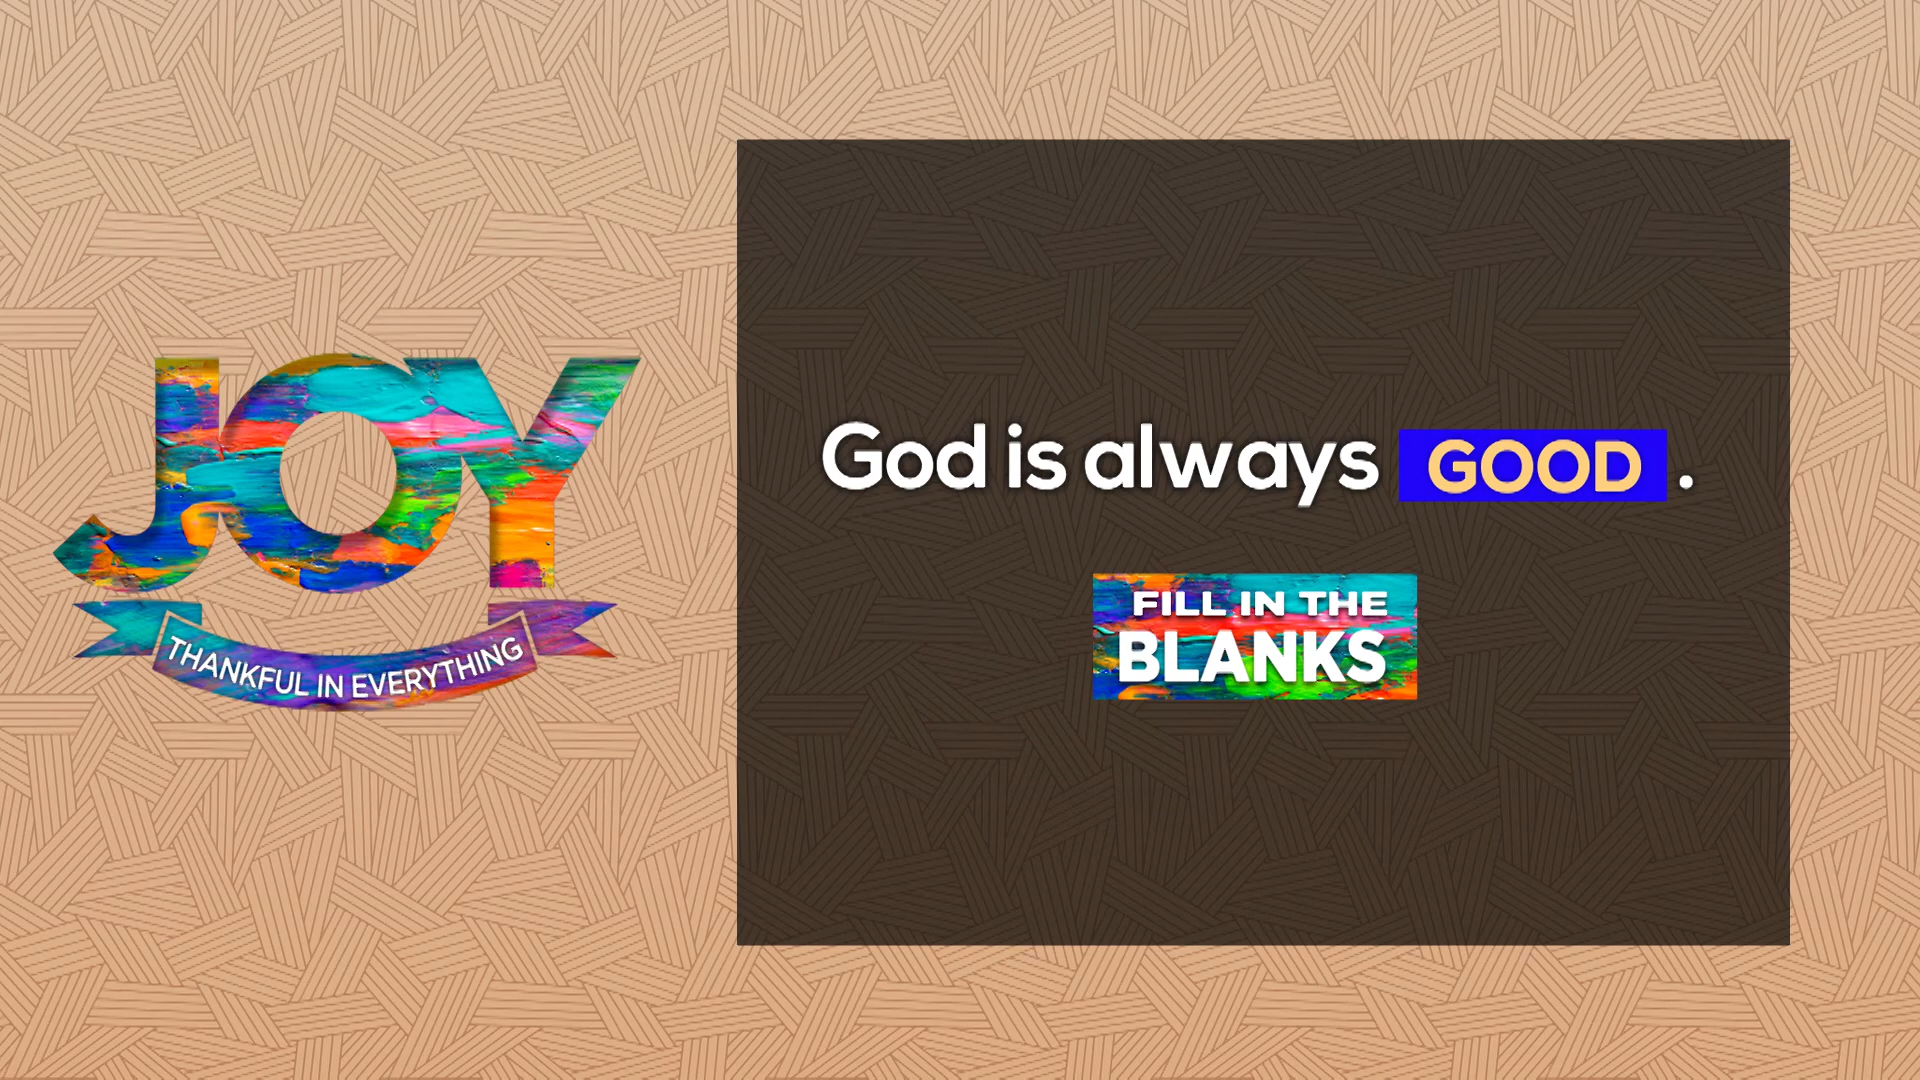 JOY
THANKFUL IN EVERYTHING
God is always GOOD .
FILL IN THE
BLANKS